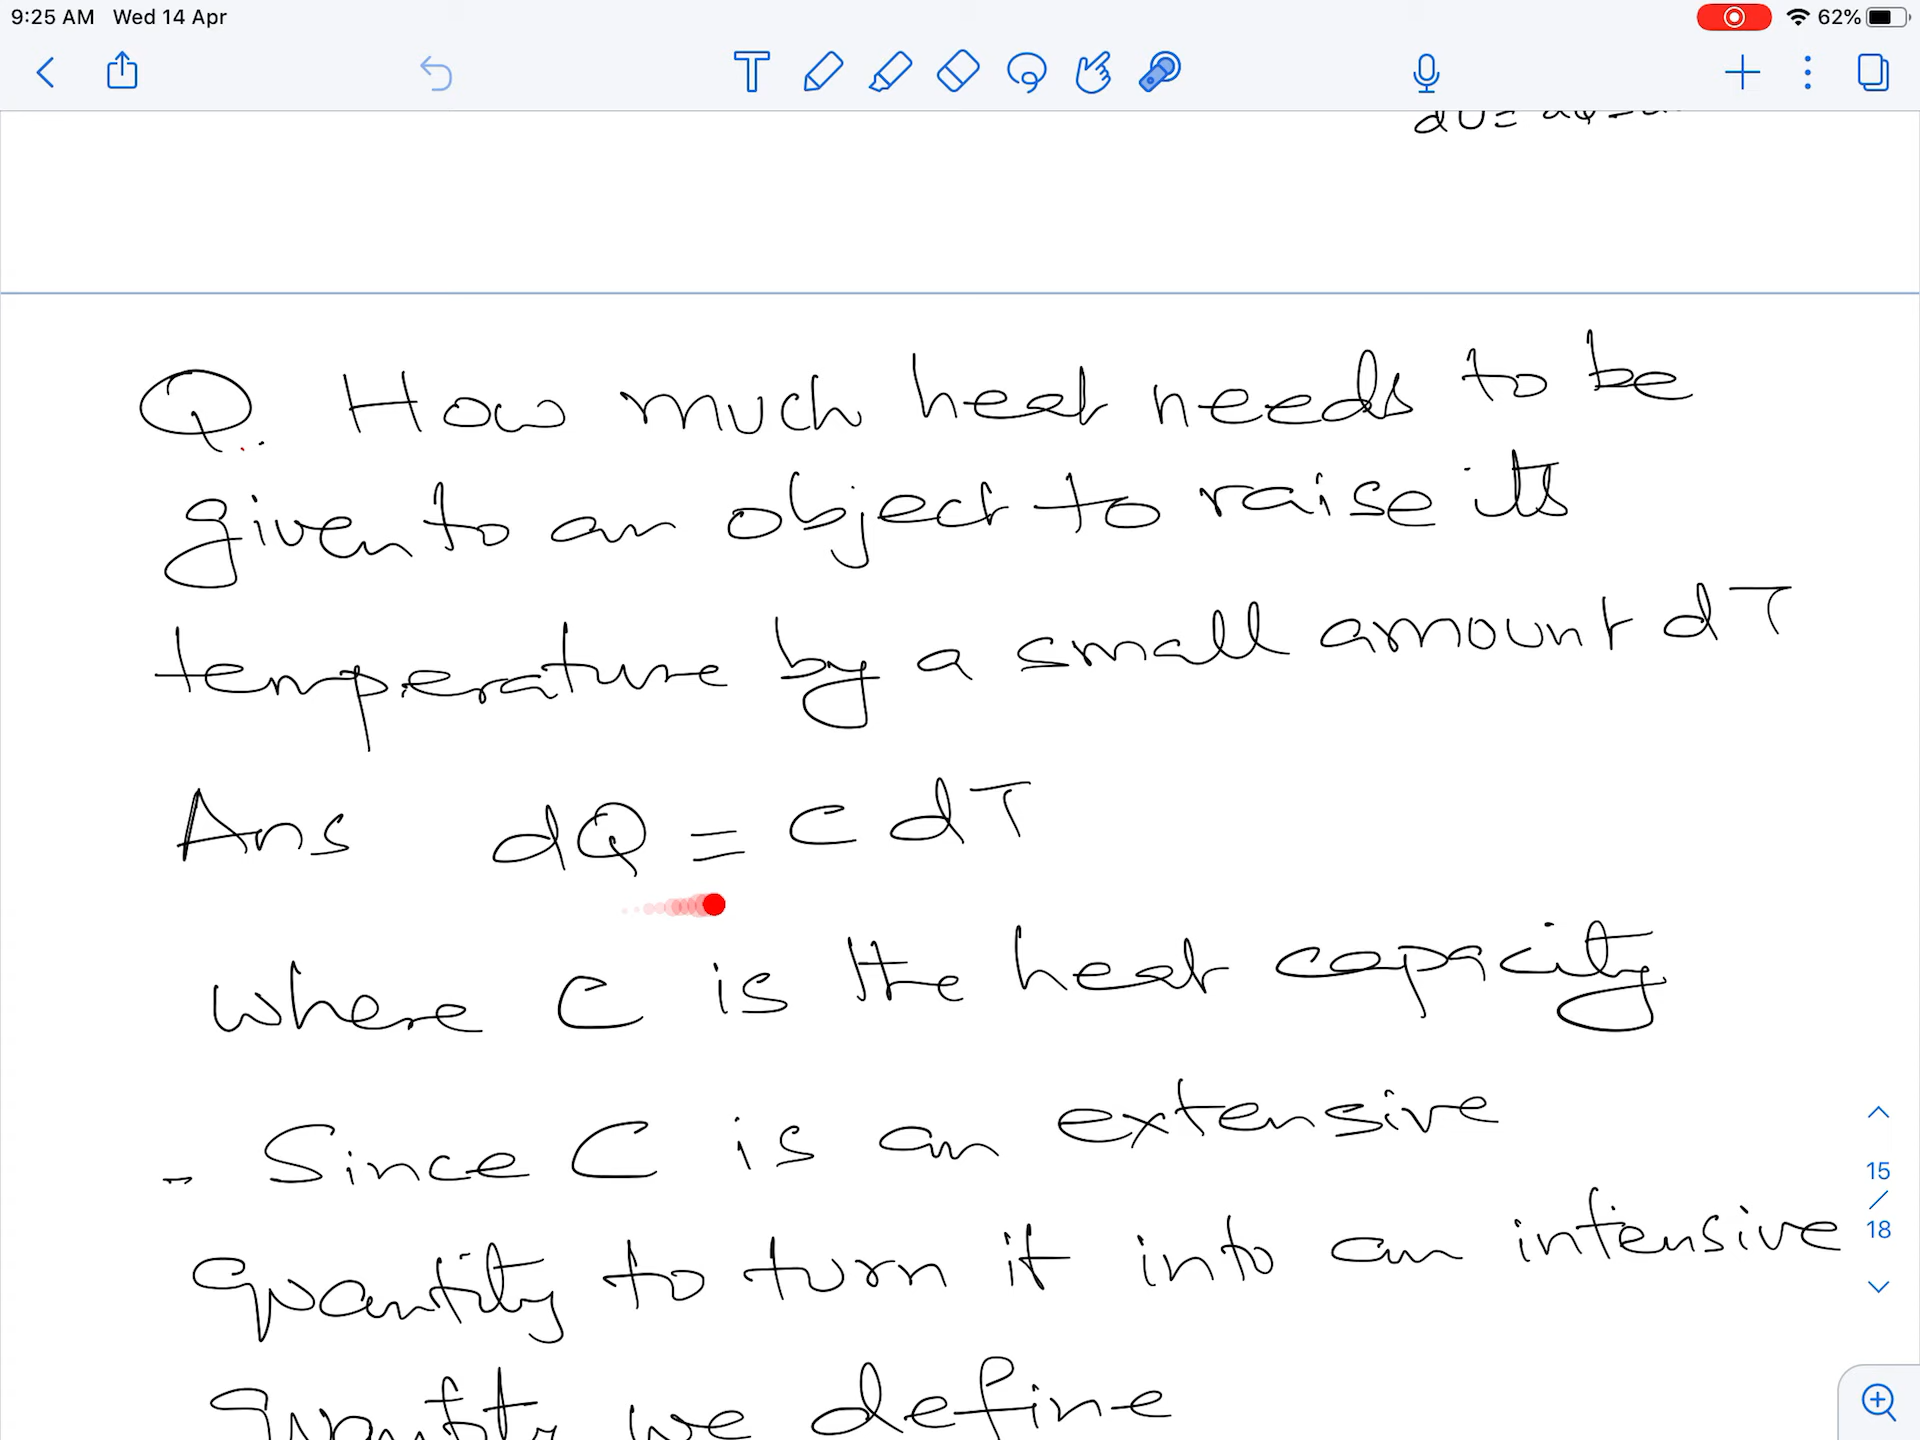 9:25 AM Wed 14 Apr
62%
T
dU =
Q. How much heat needs to be
given to an object to raise its
temperature by a small amount dT
Ans dQ = C dT
where C is the heat capacity
- Since C is an extensive
quantity to turn it into an intensive
quantity we define
15
/
18